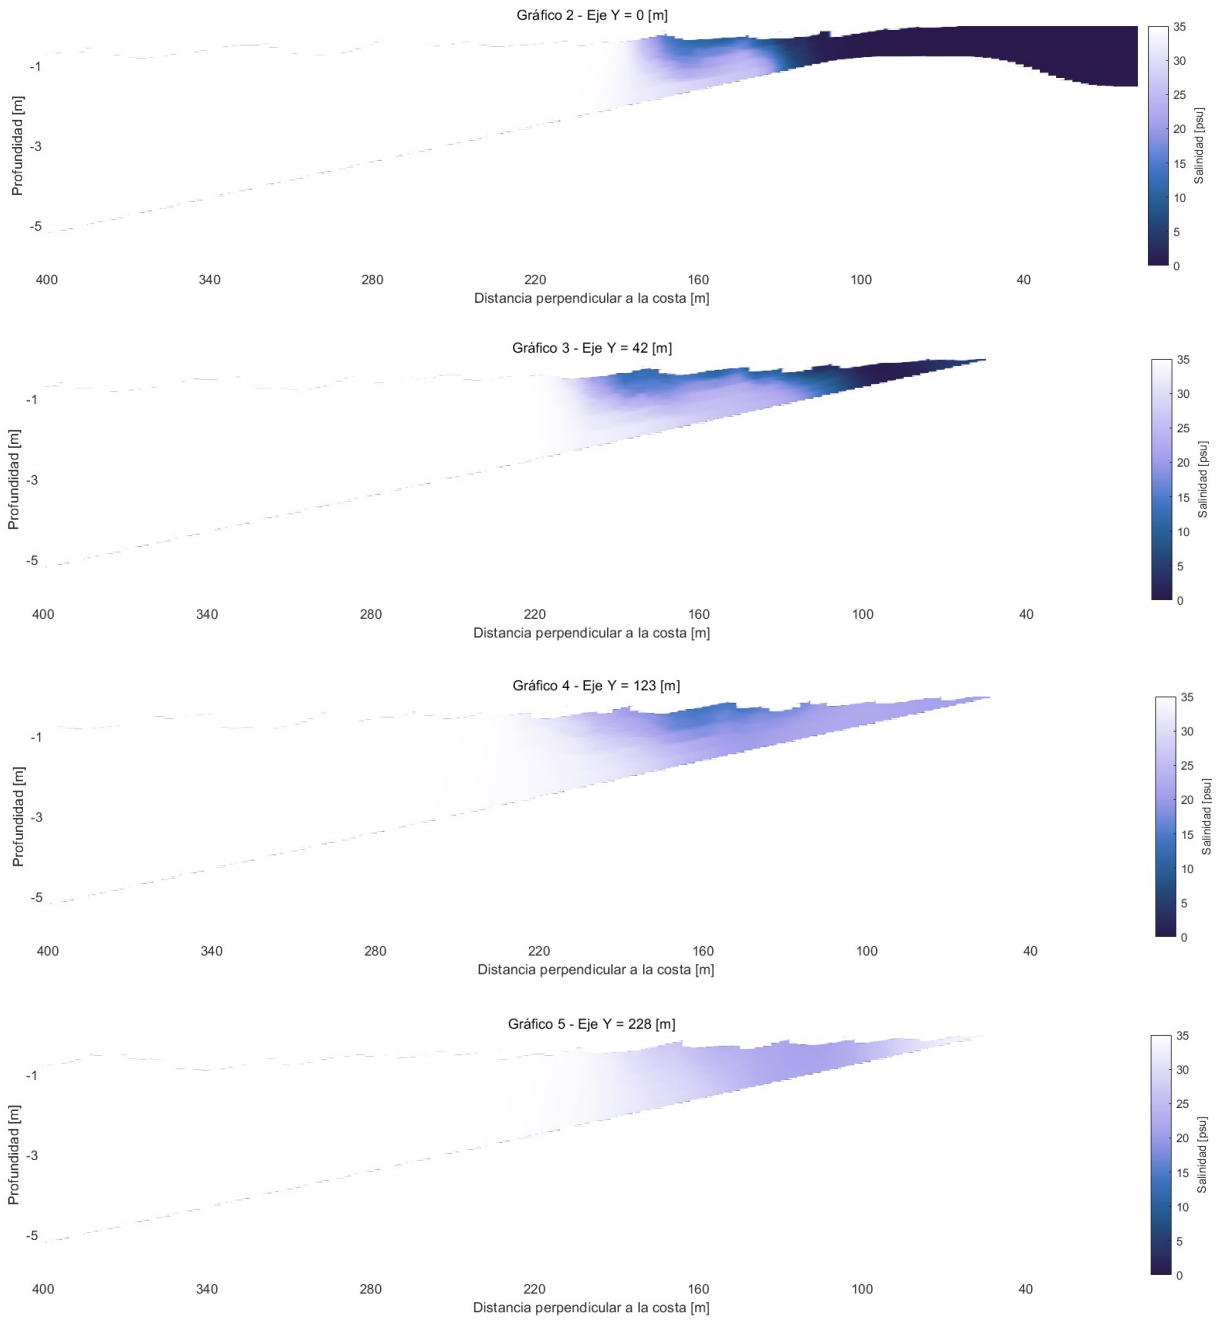 Gráfico 2 - Eje Y = 0 [m]
35
30
25
20
15
10
5
0
Salinidad [psu]
-1
-3
-5
Profundidad [m]
400 340 280 220 160 100 40
Distancia perpendicular a la costa [m]
Gráfico 3 - Eje Y = 42 [m]
35
30
25
20
15
10
5
0
Salinidad [psu]
-1
-3
-5
Profundidad [m]
400 340 280 220 160 100 40
Distancia perpendicular a la costa [m]
Gráfico 4 - Eje Y = 123 [m]
35
30
25
20
15
10
5
0
Salinidad [psu]
-1
-3
-5
Profundidad [m]
400 340 280 220 160 100 40
Distancia perpendicular a la costa [m]
Gráfico 5 - Eje Y = 228 [m]
35
30
25
20
15
10
5
0
Salinidad [psu]
-1
-3
-5
Profundidad [m]
400 340 280 220 160 100 40
Distancia perpendicular a la costa [m]